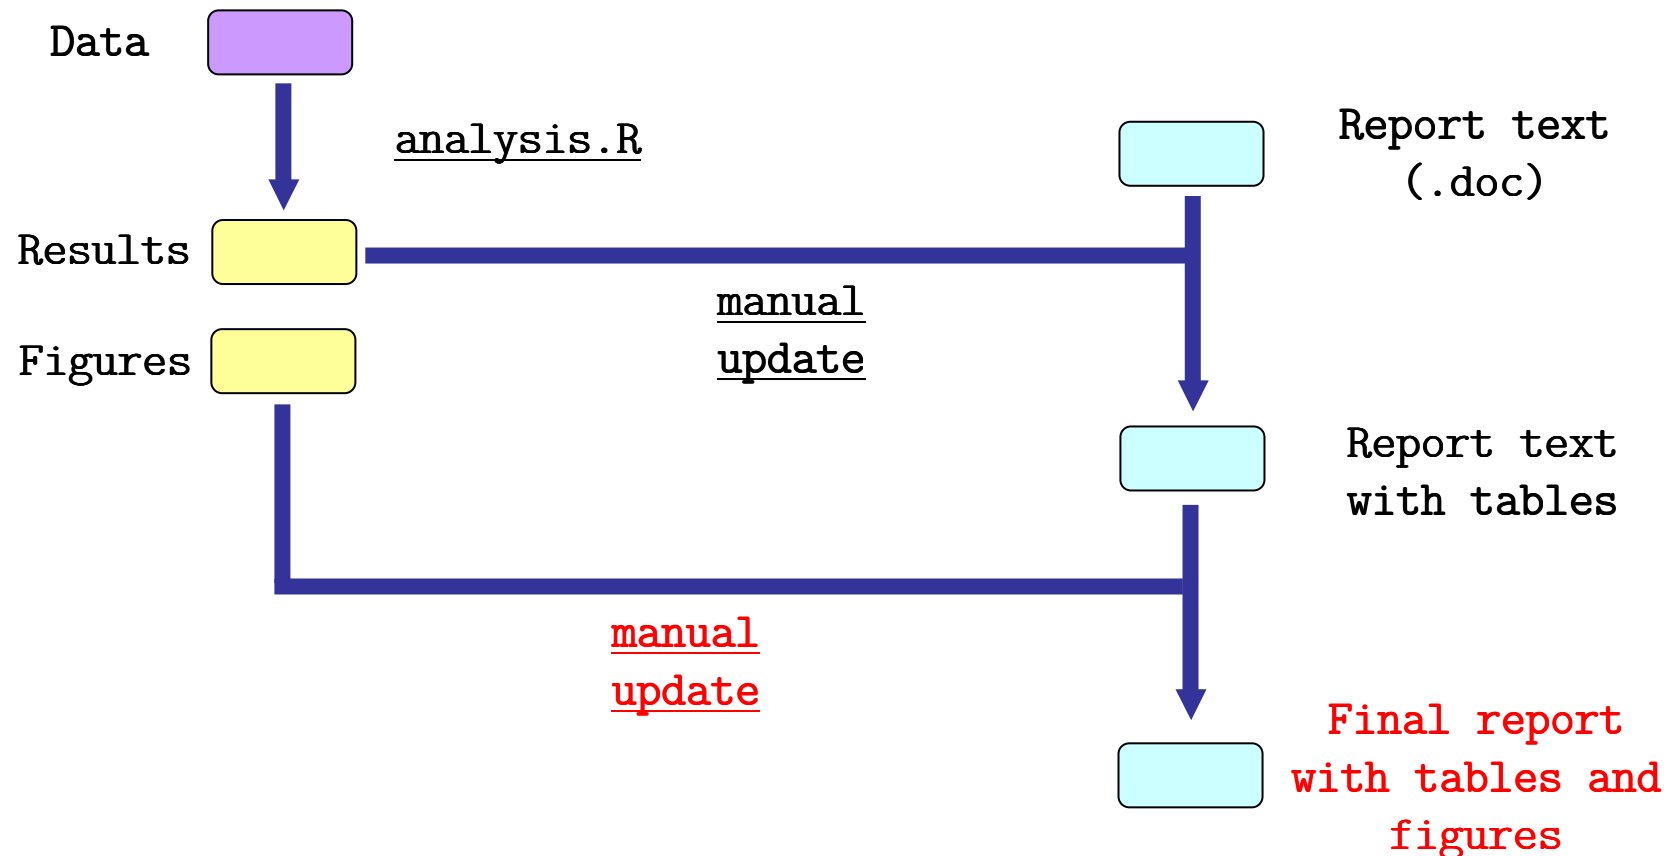 Data
analysis.R
Report text
(.doc)
Results
manual
update
Figures
Report text
with tables
manual
update
Final report
with tables and
figures